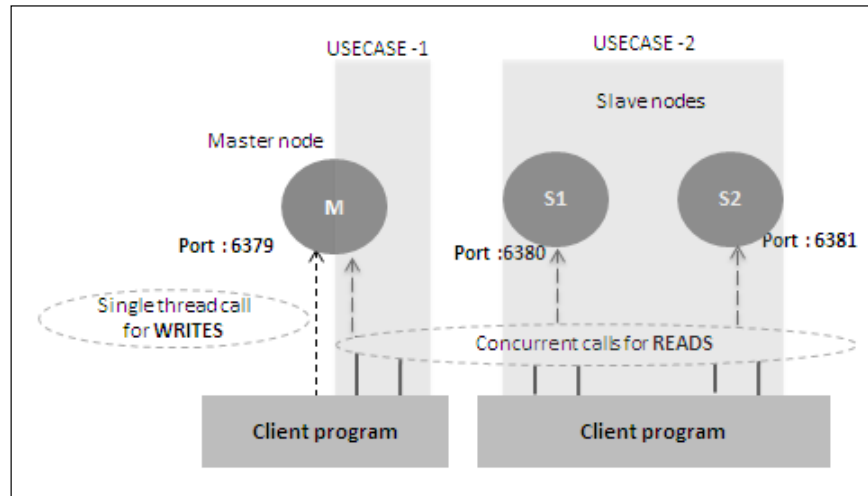 USECASE -1
USECASE -2
Slave nodes
Master node
M
S1
S2
Port : 6379
Port :6380
Port : 6381
Single thread call
for WRITES
Concurrent calls for READS
Client program
Client program